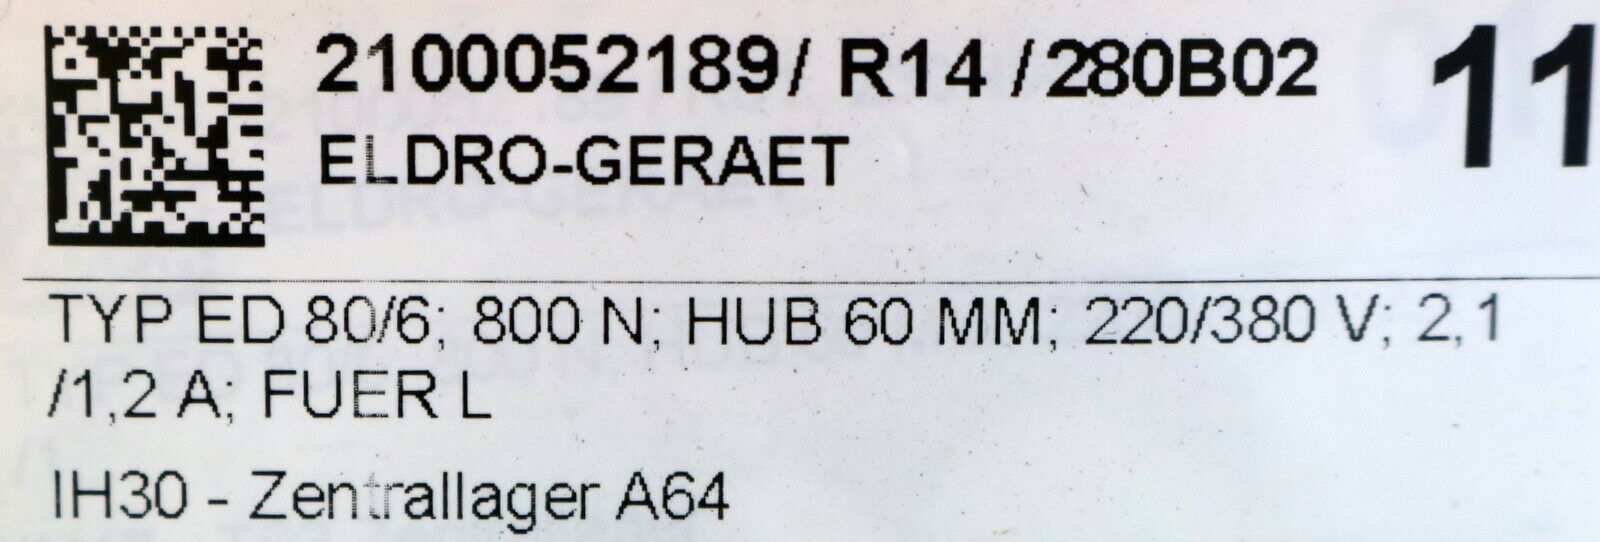 2100052189/ R14 /280B02
11
ELDRO-GERAET
TYP ED 80/6; 800 N; HUB 60 MM; 220/380 V; 2,1
/1,2 A; FUER L
IH30 - Zentrallager A64